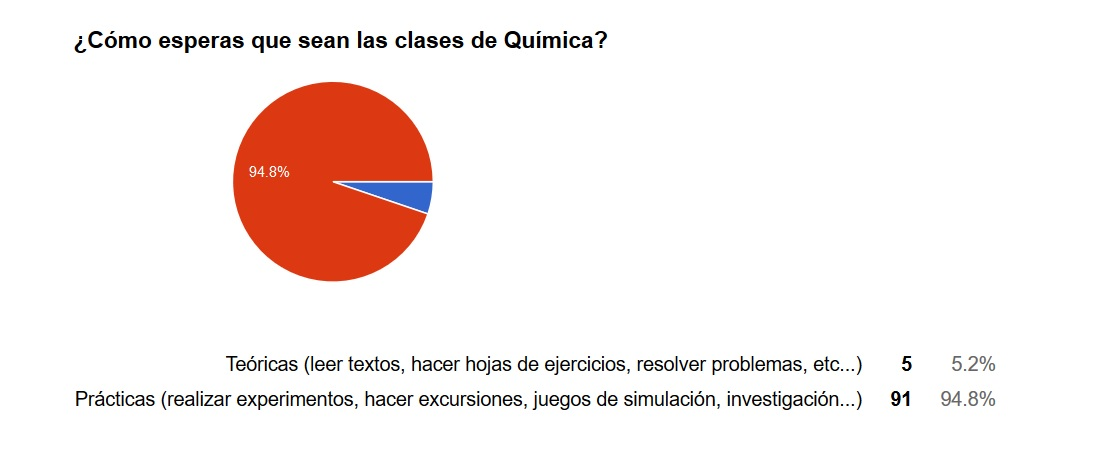 ¿Cómo esperas que sean las clases de Química?
94.8%
Teóricas (leer textos, hacer hojas de ejercicios, resolver problemas, etc...) 5 5.2%
Prácticas (realizar experimentos, hacer excursiones, juegos de simulación, investigación...) 91 94.8%